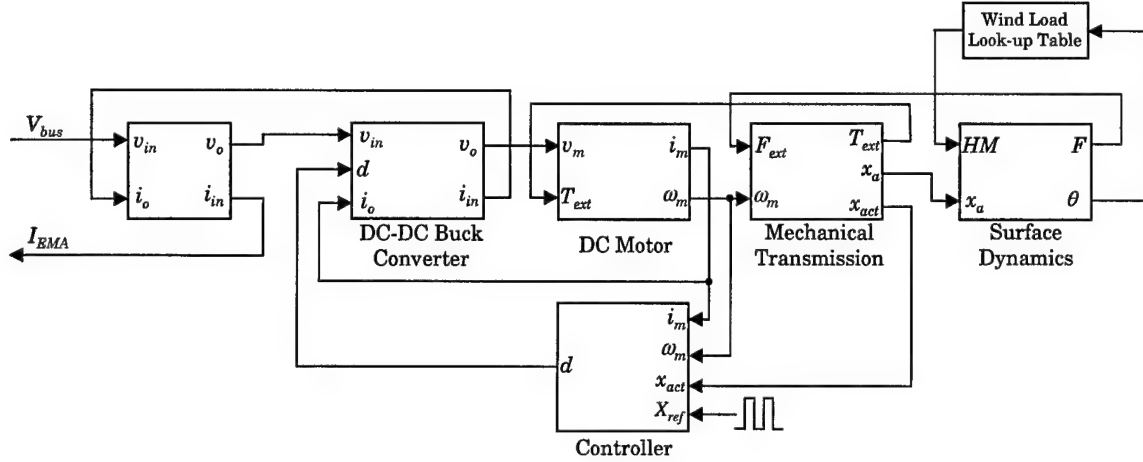 Wind Load
Look-up Table
V_bus
v_in
v_o
i_o
i_in
I_EMA
v_in
d
i_o
v_o
i_in
DC-DC Buck
Converter
v_m
T_ext
i_m
ω_m
DC Motor
F_ext
ω_m
T_ext
x_a
x_act
Mechanical
Transmission
HM
x_a
F
θ
Surface
Dynamics
d
i_m
ω_m
x_act
X_ref
Controller